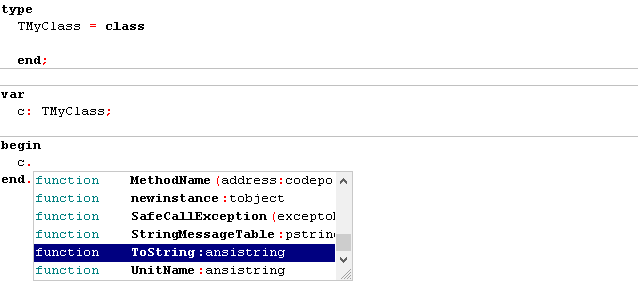 type
TMyClass = class
end;
var
c: TMyClass;
begin
c.
end.
function MethodName(address:codepo
function newinstance:tobject
function SafeCallException(exceptob
function StringMessageTable:pstring
function ToString:ansistring
function UnitName:ansistring